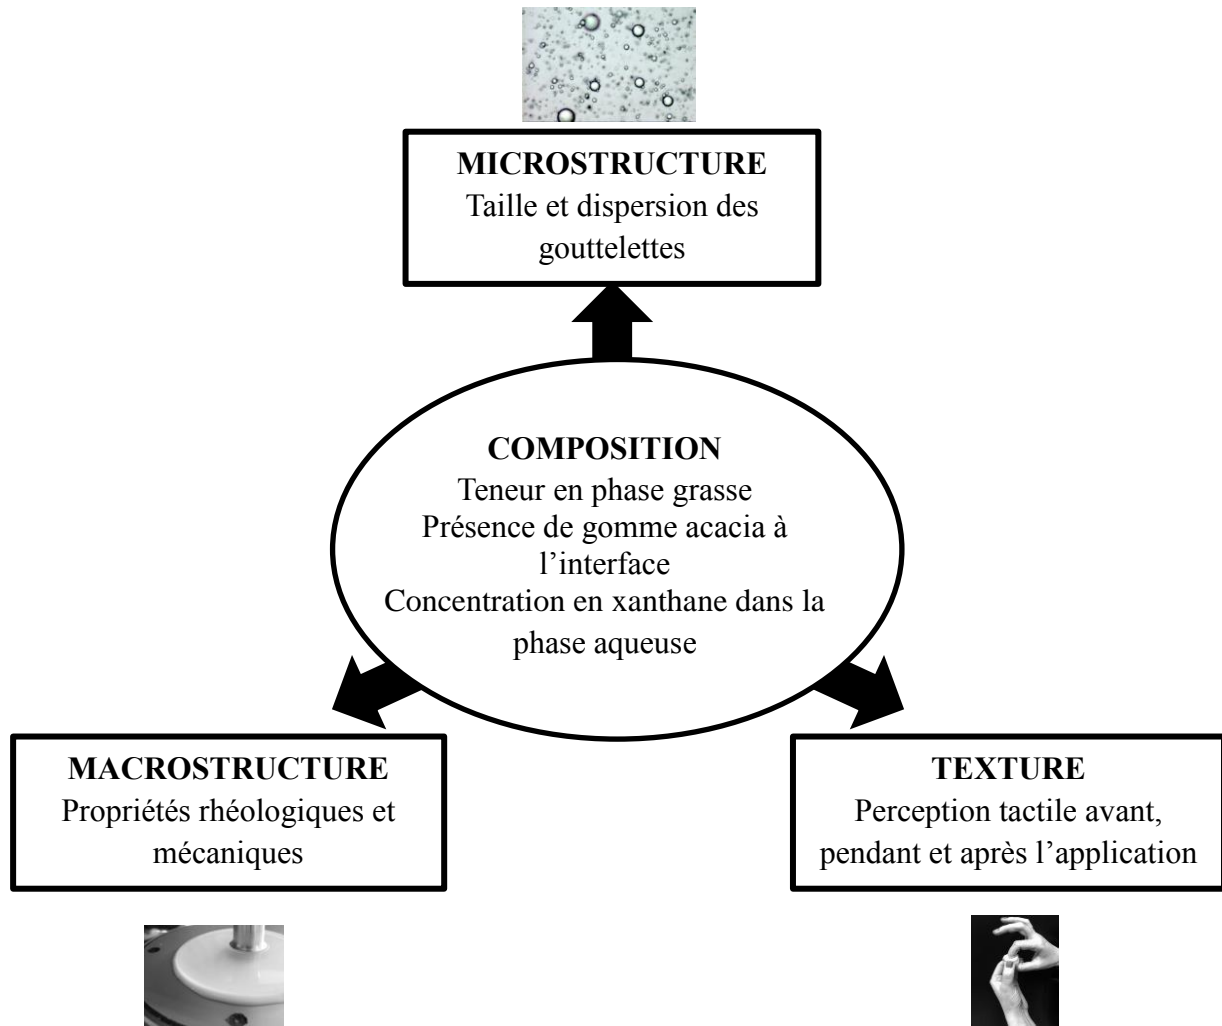 MICROSTRUCTURE
Taille et dispersion des
gouttelettes
COMPOSITION
Teneur en phase grasse
Présence de gomme acacia à
l’interface
Concentration en xanthane dans la
phase aqueuse
MACROSTRUCTURE
Propriétés rhéologiques et
mécaniques
TEXTURE
Perception tactile avant,
pendant et après l’application